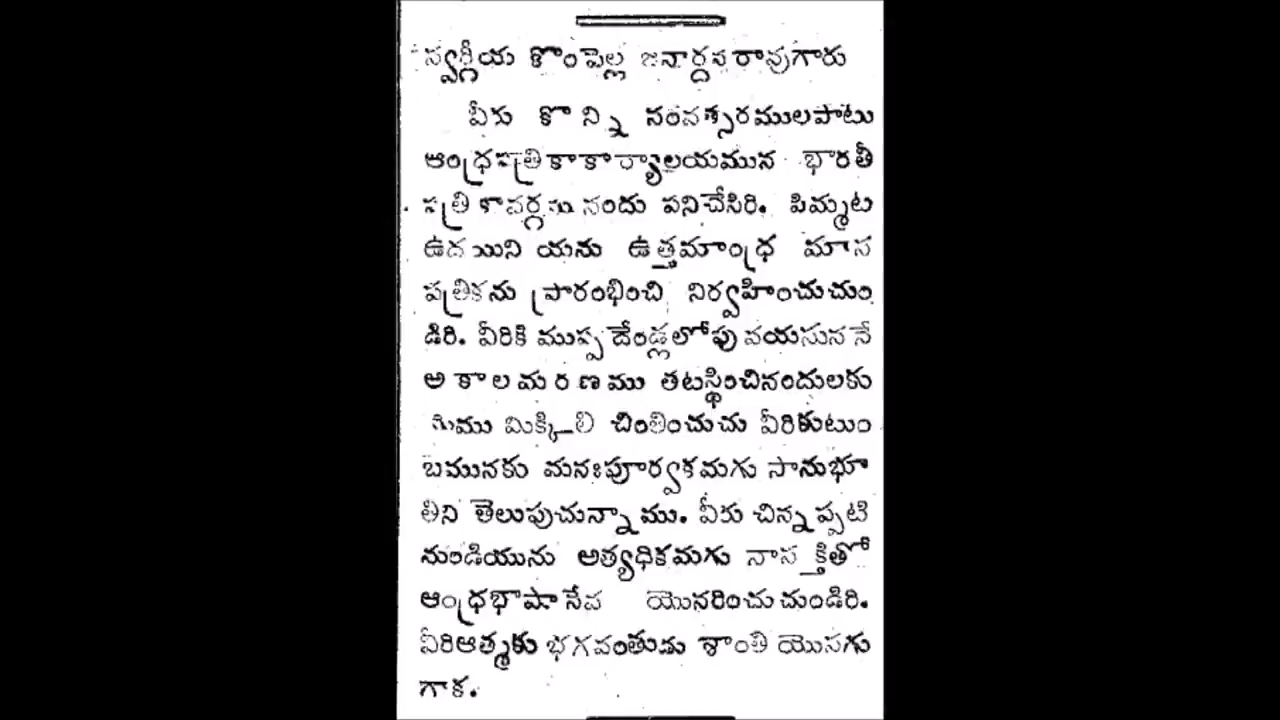 స్వర్గీయ కొంపెల్ల జనార్దన రావుగారు
వీరు కొన్ని సంవత్సరములపాటు
ఆంధ్రపత్రికాకార్యాలయమున భారతీ
పత్రికావర్గమునందు పనిచేసిరి. పిమ్మట
ఉదయిని యను ఉత్తమాంధ్ర మాస
పత్రికను ప్రారంభించి నిర్వహించుచుం
డిరి. వీరికి ముప్పదేండ్లలోపు వయసుననే
అకాలమరణము తటస్థించినందులకు
మేము మిక్కిలి చింతించుచు వీరికుటుం
బమునకు మనఃపూర్వకమగు సానుభూ
తిని తెలుపుచున్నాము. వీరు చిన్నప్పటి
నుండియును అత్యధికమగు నాసక్తితో
ఆంధ్రభాషా సేవ యొనరించుచుండిరి.
వీరిఆత్మకు భగవంతుడు శాంతి యొసగు
గాక.